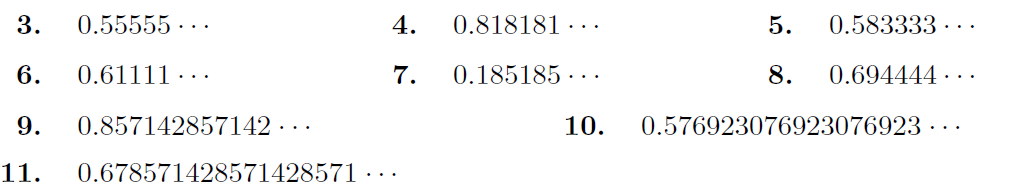 3. 0.55555 ··· 4. 0.818181 ··· 5. 0.583333 ···
6. 0.61111 ··· 7. 0.185185 ··· 8. 0.694444 ···
9. 0.857142857142 ··· 10. 0.576923076923076923 ···
11. 0.678571428571428571 ···